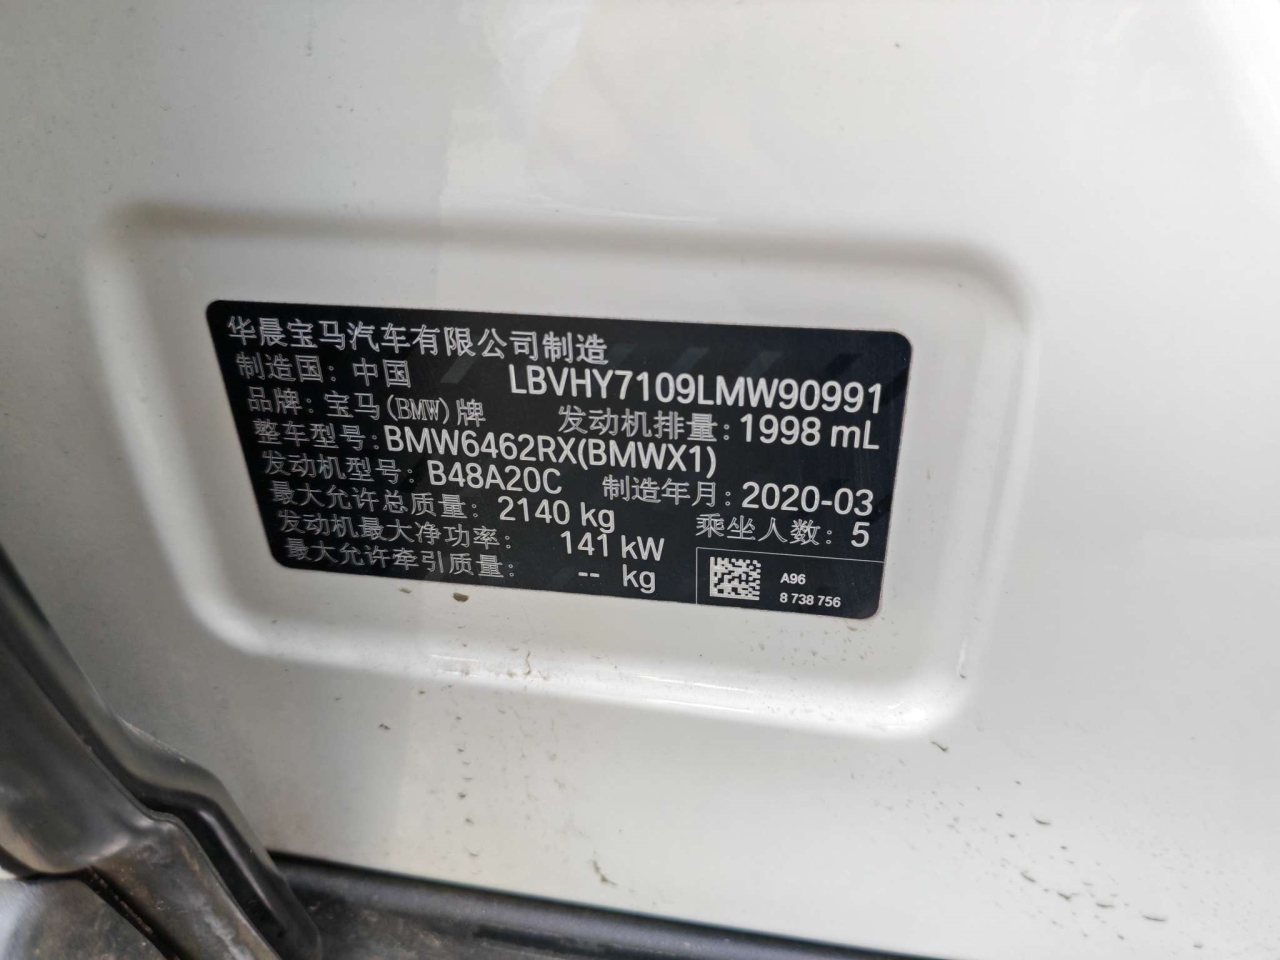 华晨宝马汽车有限公司制造
制造国: 中国 LBVHY7109LMW90991
品牌: 宝马(BMW)牌 发动机排量: 1998 mL
整车型号: BMW6462RX(BMWX1)
发动机型号: B48A20C 制造年月: 2020-03
最大允许总质量: 2140 kg 乘坐人数: 5
发动机最大净功率: 141 kW
最大允许牵引质量: -- kg
A96
8 738 756